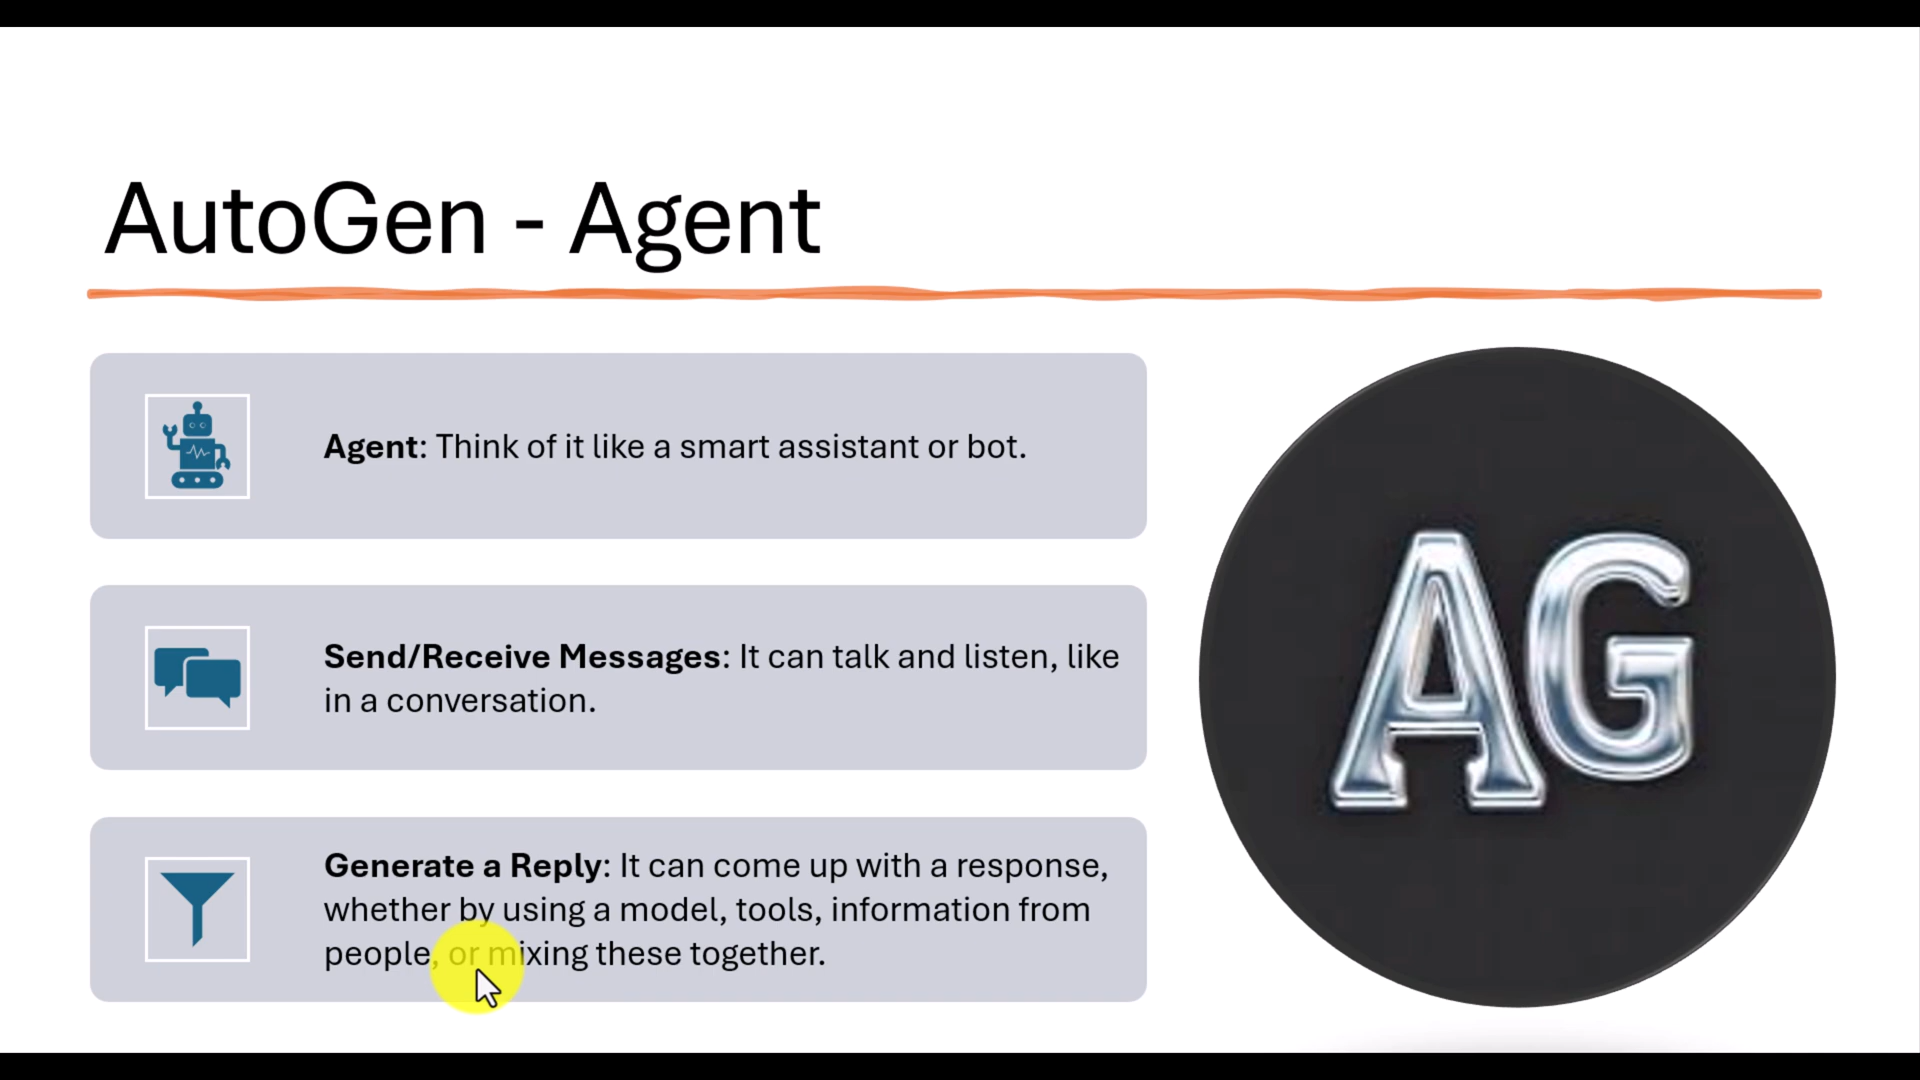 AutoGen - Agent
Agent: Think of it like a smart assistant or bot.
Send/Receive Messages: It can talk and listen, like
in a conversation.
Generate a Reply: It can come up with a response,
whether by using a model, tools, information from
people, or mixing these together.
AG